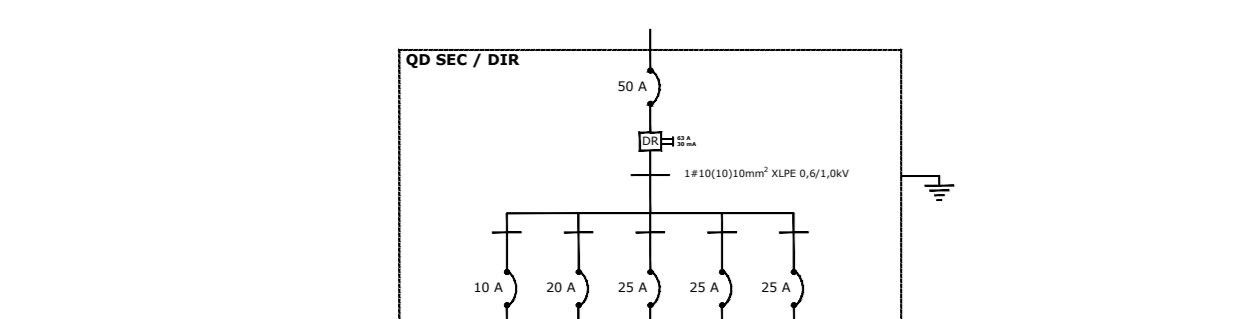 QD SEC / DIR
50 A
DR
63 A
30 mA
1#10(10)10mm² XLPE 0,6/1,0kV
10 A
20 A
25 A
25 A
25 A